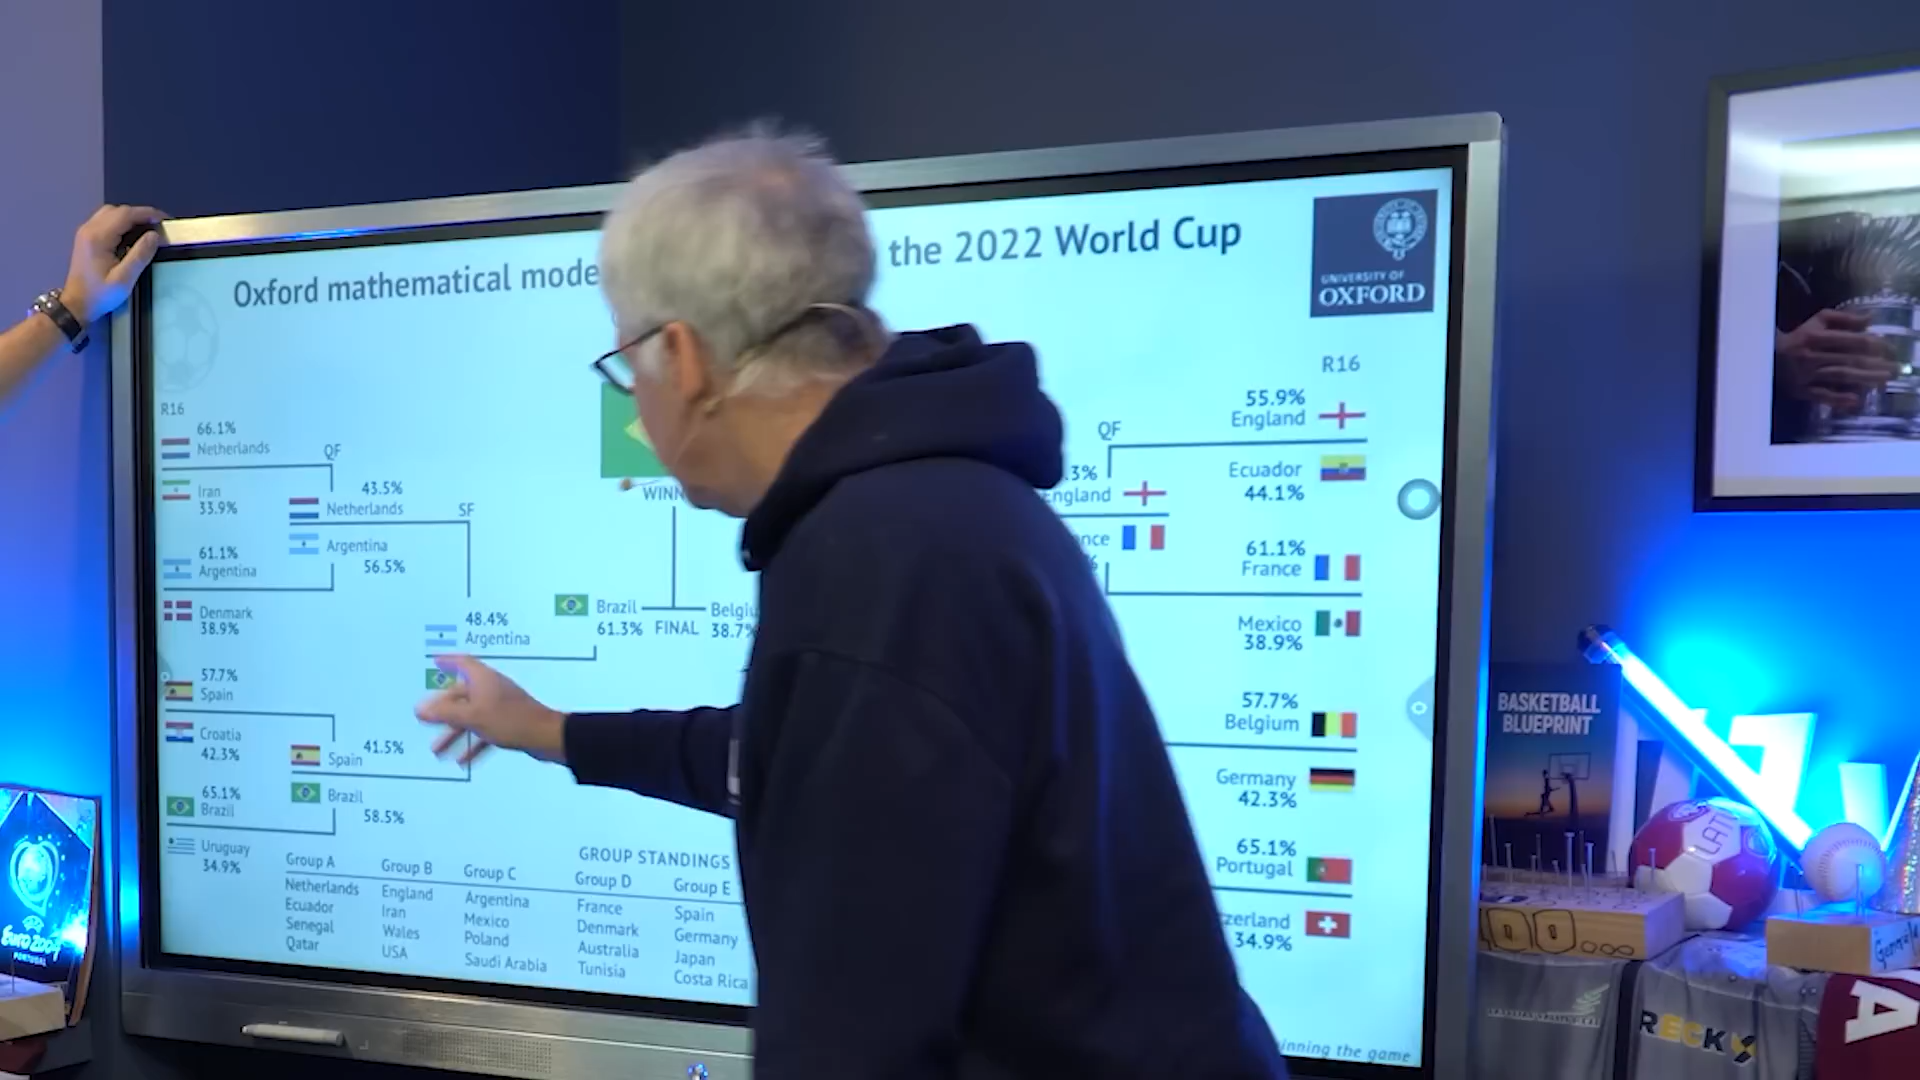 Oxford mathematical
the 2022 World Cup
UNIVERSITY OF
OXFORD
R16
66.1%
Netherlands
Iran
33.9%
61.1%
Argentina
Denmark
38.9%
57.7%
Spain
Croatia
42.3%
65.1%
Brazil
Uruguay
34.9%
QF
43.5%
Netherlands
Argentina
56.5%
Spain
41.5%
Brazil
58.5%
SF
48.4%
Argentina
Brazil
61.3%
FINAL
38.7%
QF
England
R16
55.9%
England
Ecuador
44.1%
61.1%
France
Mexico
38.9%
57.7%
Belgium
Germany
42.3%
65.1%
Portugal
34.9%
GROUP STANDINGS
Group A
Netherlands
Ecuador
Senegal
Qatar
Group B
England
Iran
Wales
USA
Group C
Argentina
Mexico
Poland
Saudi Arabia
Group D
France
Denmark
Australia
Tunisia
Group E
Spain
Germany
Japan
Costa Rica
the game
BASKETBALL
BLUEPRINT
EURO 2004
PORTUGAL